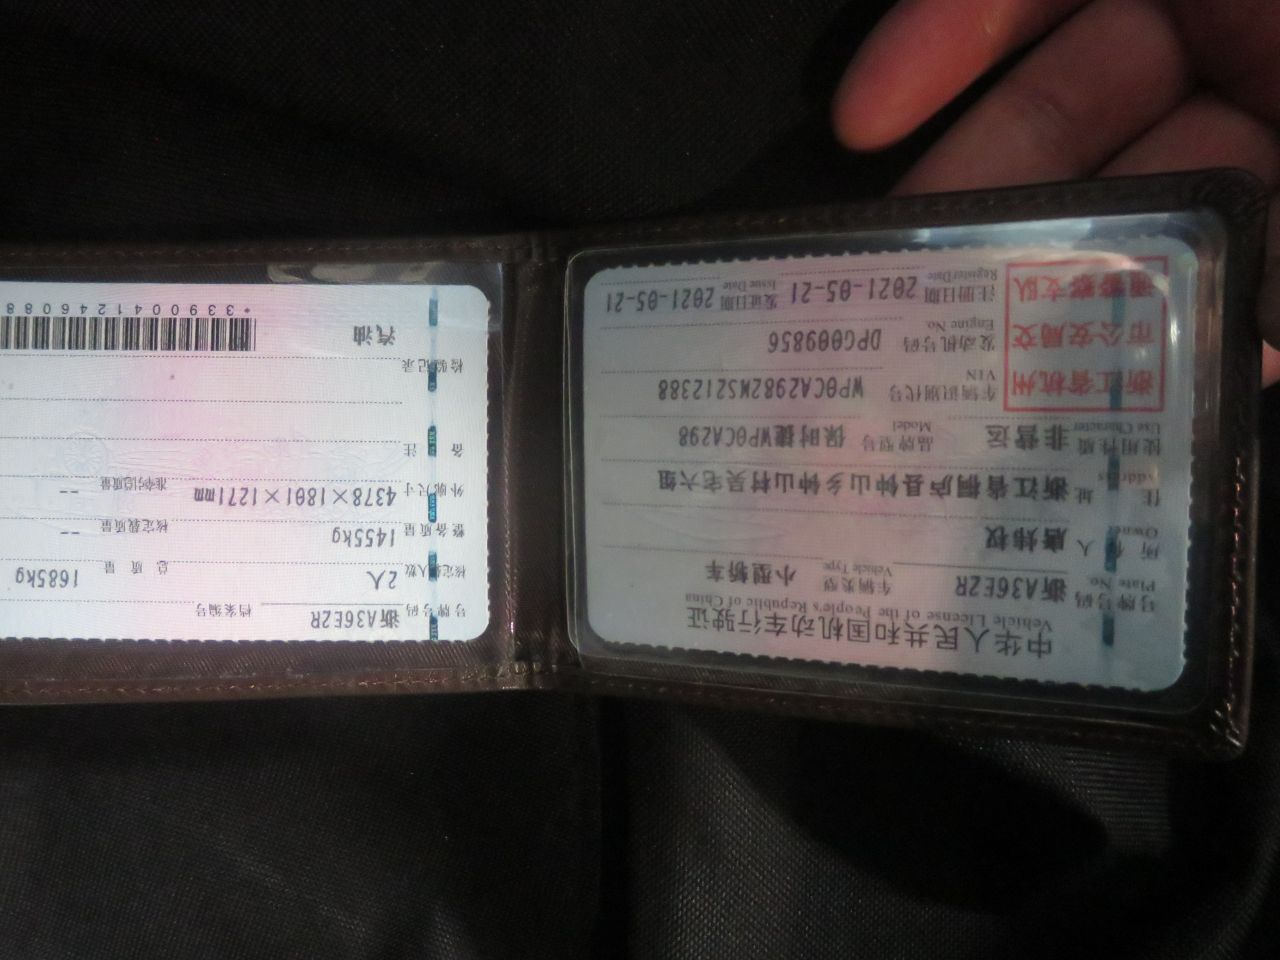 中华人民共和国机动车行驶证
Vehicle License of the People's Republic of China
号牌号码 浙A36EZR 车辆类型 小型轿车
Plate No. Vehicle Type
所有人 唐炜权
Owner
住址 浙江省桐庐县钟山乡钟山村吴宅六组
Address
使用性质 非营运 品牌型号 保时捷WP0CA298
Use Character Model
浙江省杭州市公安局交通警察支队
车辆识别代号 WP0CA2982MS212388
VIN
发动机号码 DPG009856
Engine No.
注册日期 2021-05-21 发证日期 2021-05-21
Register Date Issue Date
号牌号码 浙A36EZR 档案编号
核定载人数 2人 总质量 1685kg
整备质量 1455kg 核定载质量 --
外廓尺寸 4378×1801×1271mm 准牵引总质量 --
备注
检验记录
汽油
*3390041246088